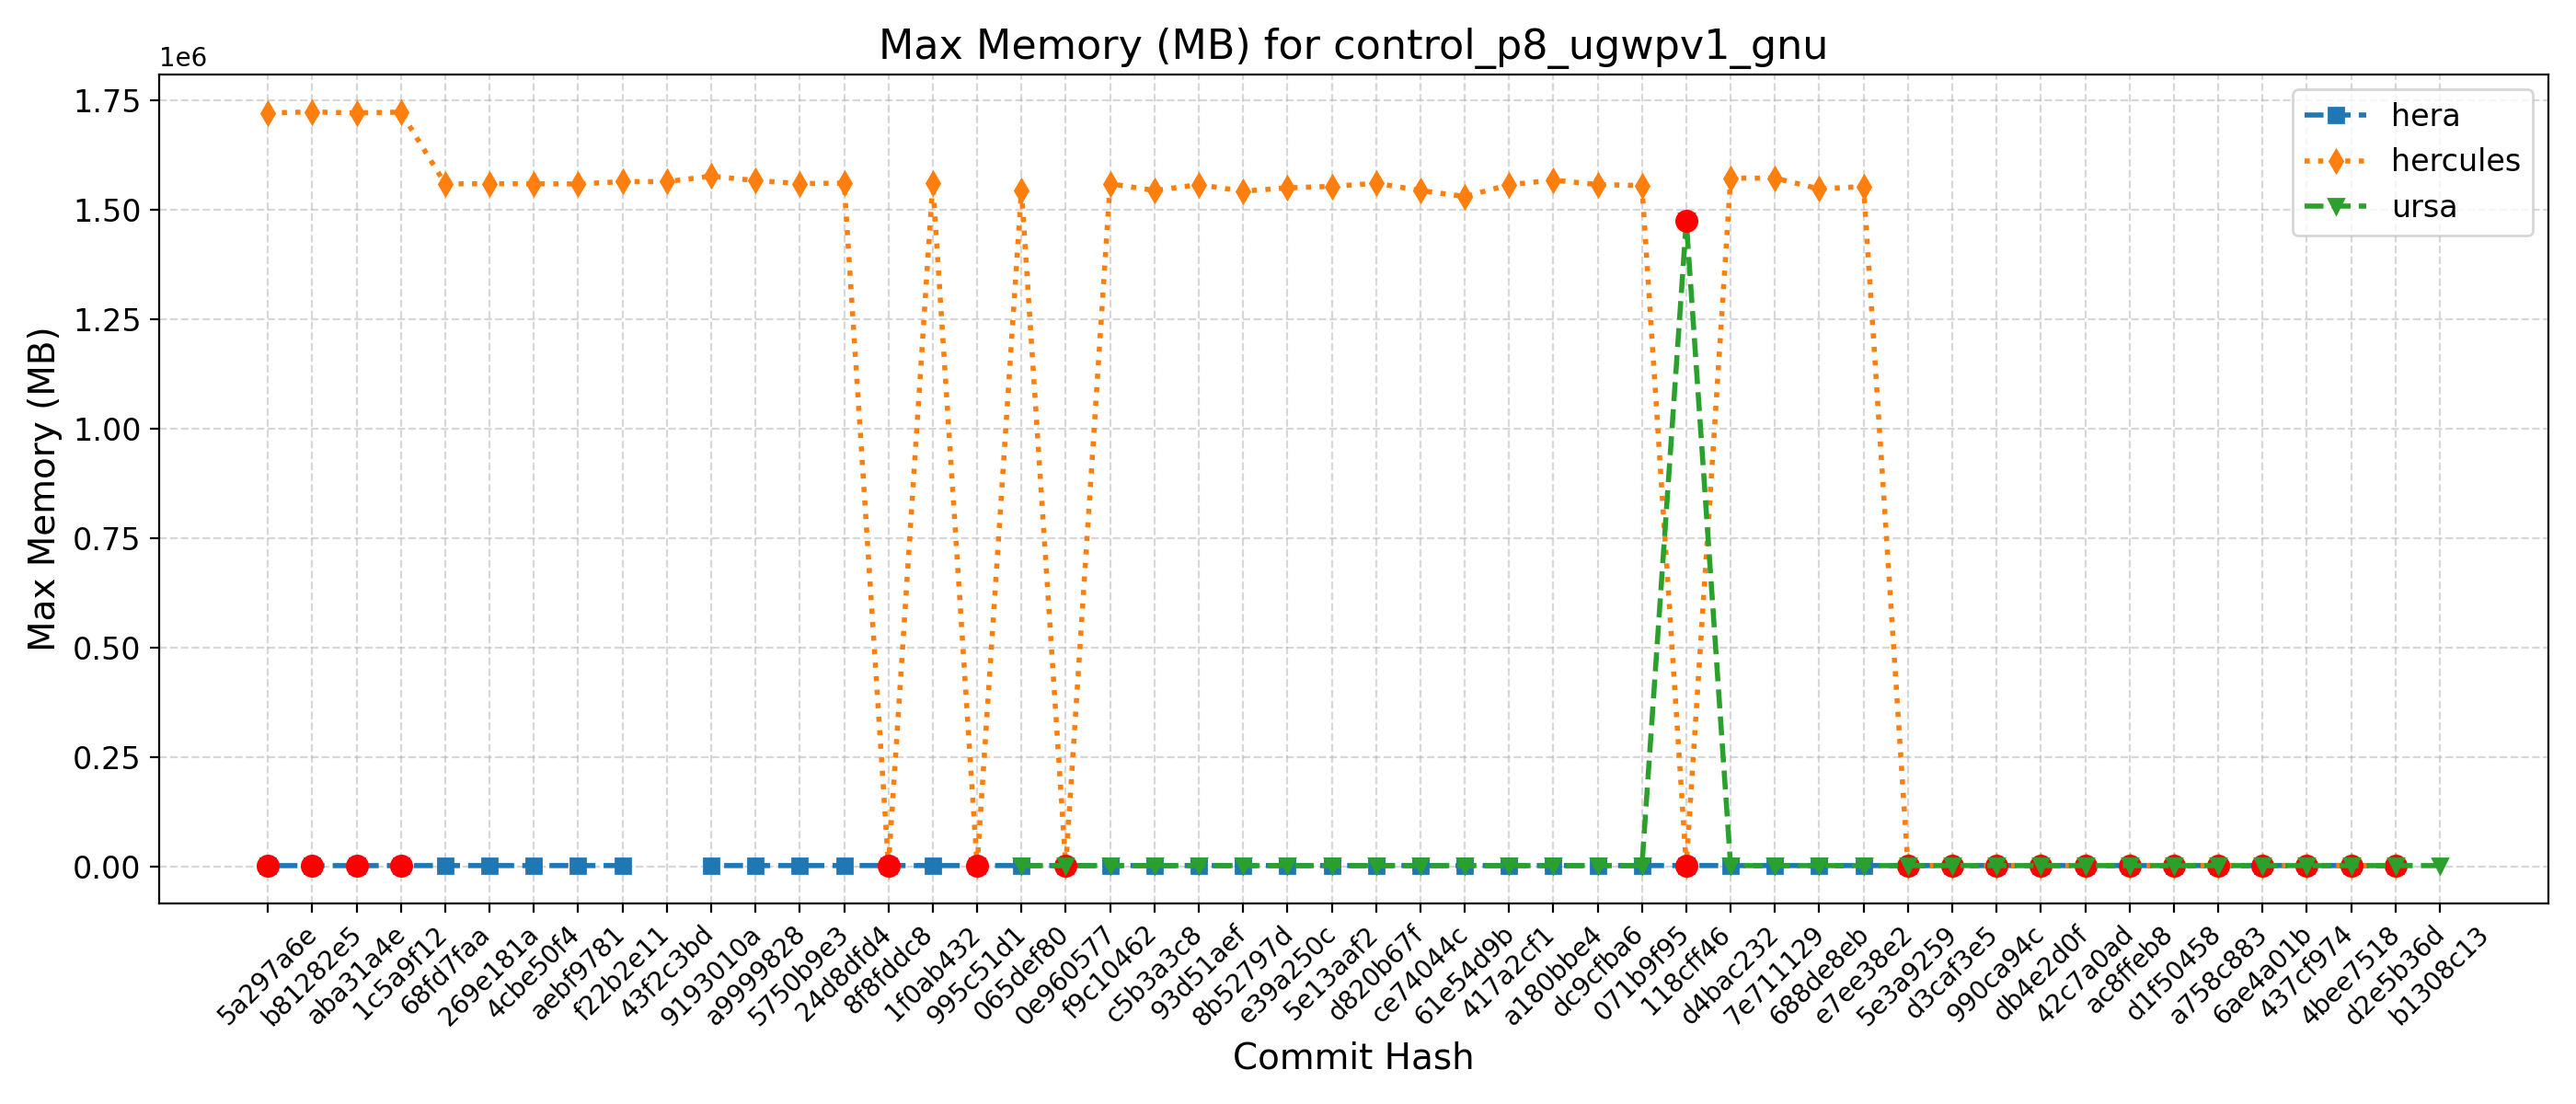 Max Memory (MB) for control_p8_ugwpv1_gnu
1e6
1.75
1.50
1.25
1.00
0.75
0.50
0.25
0.00
Max Memory (MB)
hera
hercules
ursa
5a297a6e
b81282e5
aba31a4e
1c5a9f12
68fd7faa
269e181a
4cbe50f4
aebf9781
f22b2e11
43f2c3bd
9193010a
a9999828
5750b9e3
24d8dfd4
8f8fddc8
1f0ab432
995c51d1
065def80
0e960577
f9c10462
c5b3a3c8
93d51aef
8b52797d
e39a250c
5e13aaf2
d820b67f
ce74044c
61e54d9b
417a2cf1
a180bbe4
dc9cfba6
071b9f95
118cff46
d4bac232
7e711129
688de8eb
e7ee38e2
5e3a9259
d3caf3e5
990ca94c
db4e2d0f
42c7a0ad
ac8ffeb8
d1f50458
a758c883
6ae4a01b
437cf974
4bee7518
d2e5b36d
b1308c13
Commit Hash